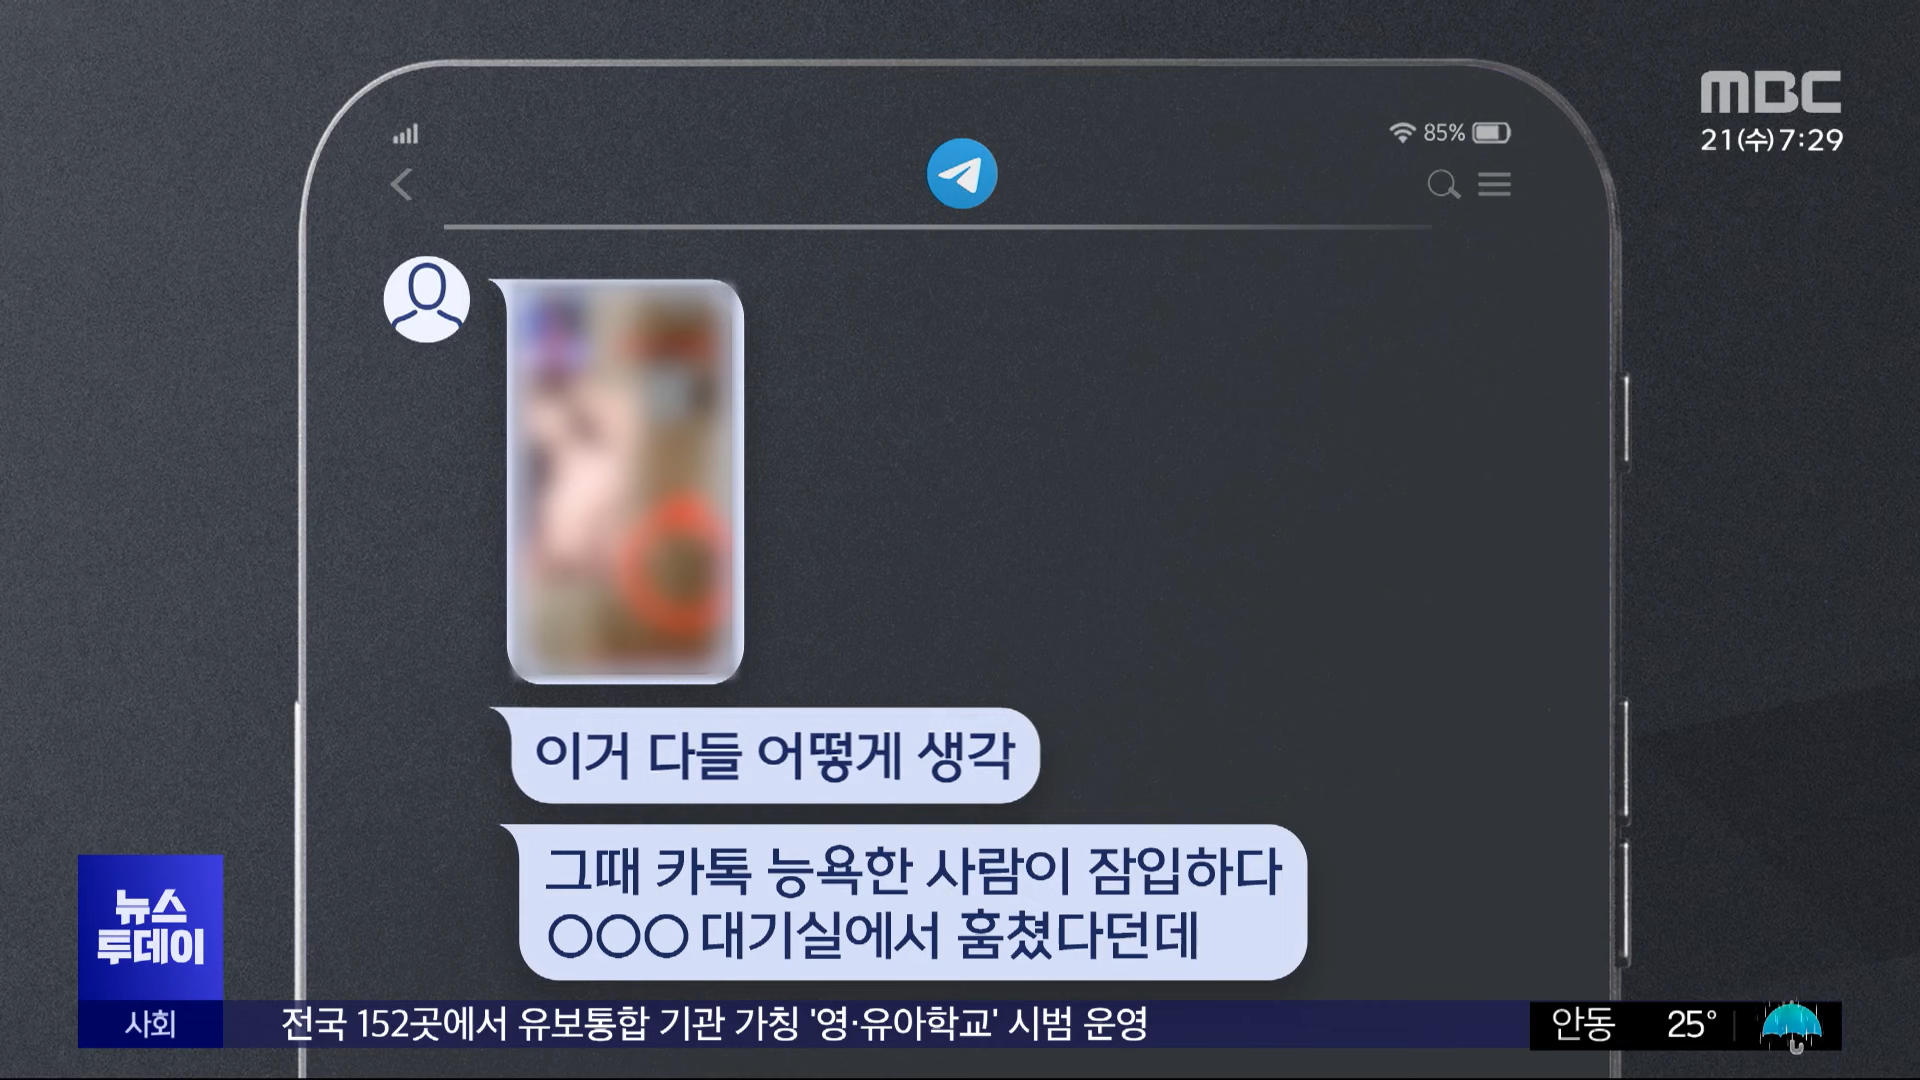 MBC
21(수)7:29
85%
이거 다들 어떻게 생각
그때 카톡 능욕한 사람이 잠입하다
○○○ 대기실에서 훔쳤다던데
뉴스
투데이
사회
전국 152곳에서 유보통합 기관 가칭 '영·유아학교' 시범 운영
안동 25°